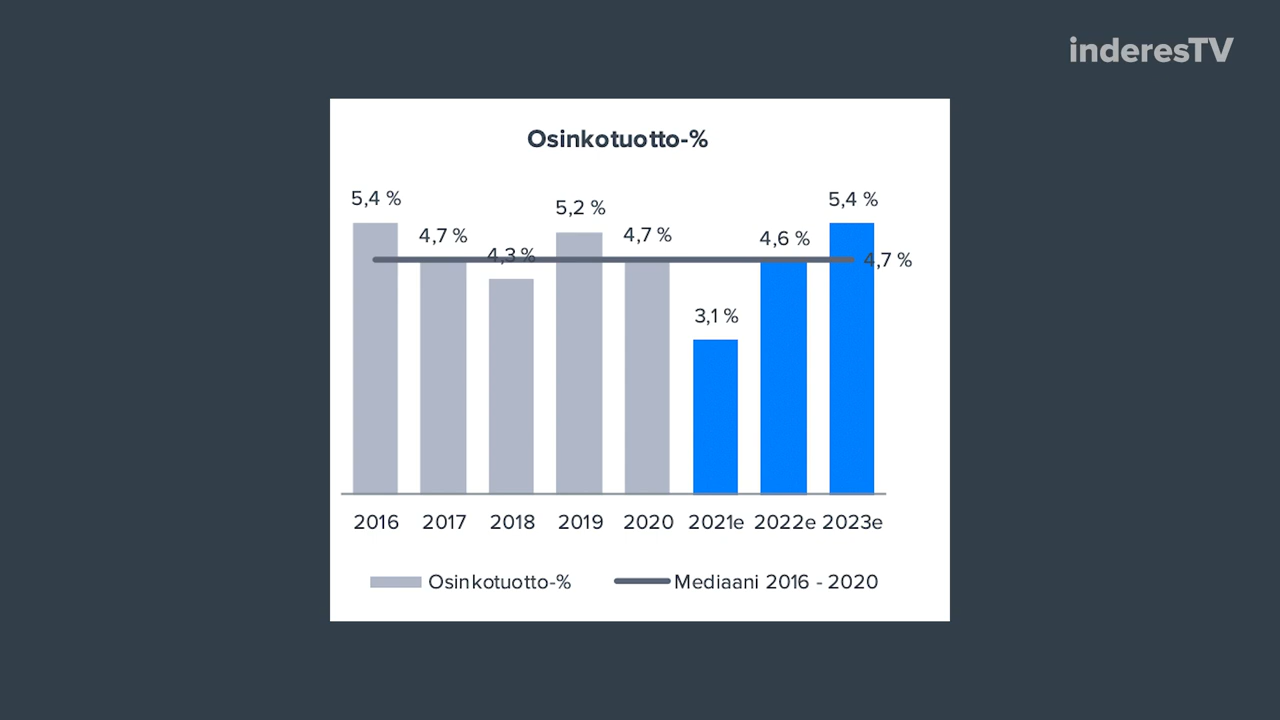 inderesTV
Osinkotuotto-%
5,4 %
4,7 %
4,3 %
5,2 %
4,7 %
3,1 %
4,6 %
5,4 %
4,7 %
2016 2017 2018 2019 2020 2021e 2022e 2023e
Osinkotuotto-% Mediaani 2016 - 2020